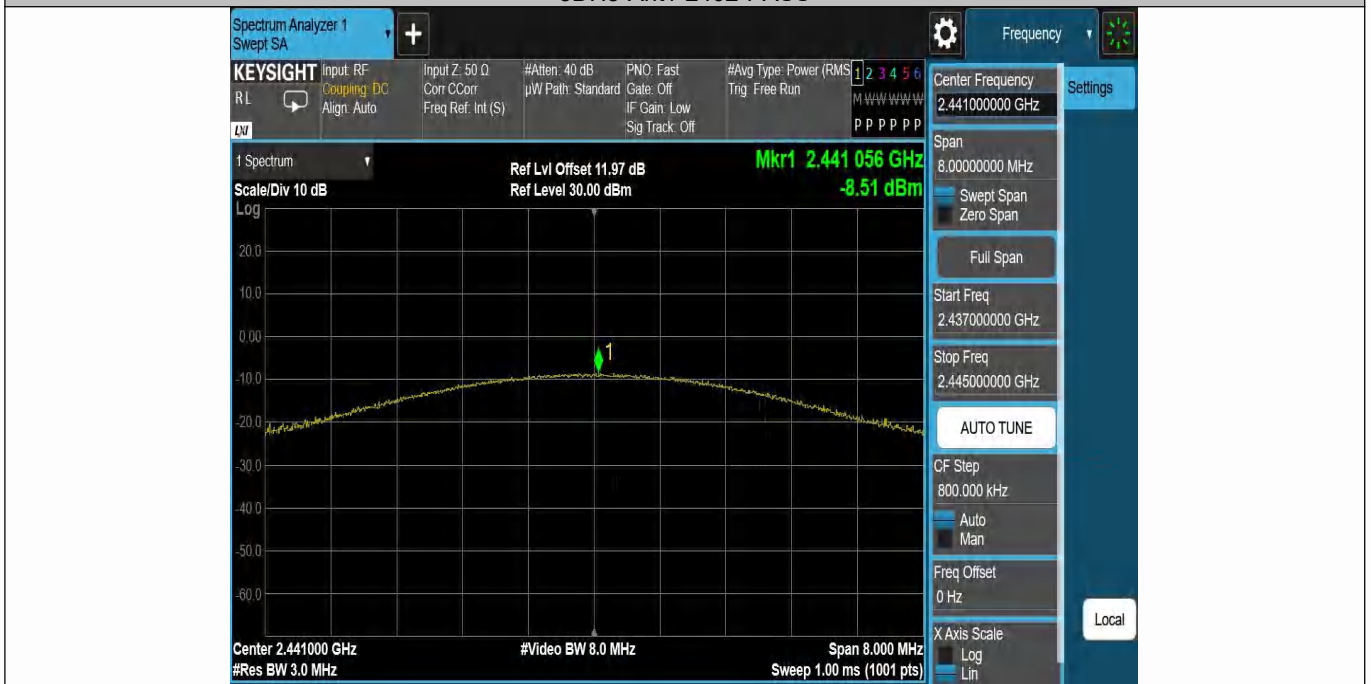 Spectrum Analyzer 1
Swept SA
+
Frequency
KEYSIGHT
RL
LXI
Input: RF
Coupling: DC
Align: Auto
Input Z: 50 Ω
Corr CCorr
Freq Ref: Int (S)
#Atten: 40 dB
µW Path: Standard
PNO: Fast
Gate: Off
IF Gain: Low
Sig Track: Off
#Avg Type: Power (RMS
Trig: Free Run
1 2 3 4 5 6
M W W W W W
P P P P P P
1 Spectrum
Scale/Div 10 dB
Log
Ref Lvl Offset 11.97 dB
Ref Level 30.00 dBm
Mkr1 2.441 056 GHz
-8.51 dBm
20.0
10.0
0.00
-10.0
-20.0
-30.0
-40.0
-50.0
-60.0
1
Center 2.441000 GHz
#Res BW 3.0 MHz
#Video BW 8.0 MHz
Span 8.000 MHz
Sweep 1.00 ms (1001 pts)
Center Frequency
2.441000000 GHz
Settings
Span
8.00000000 MHz
Swept Span
Zero Span
Full Span
Start Freq
2.437000000 GHz
Stop Freq
2.445000000 GHz
AUTO TUNE
CF Step
800.000 kHz
Auto
Man
Freq Offset
0 Hz
X Axis Scale
Log
Lin
Local